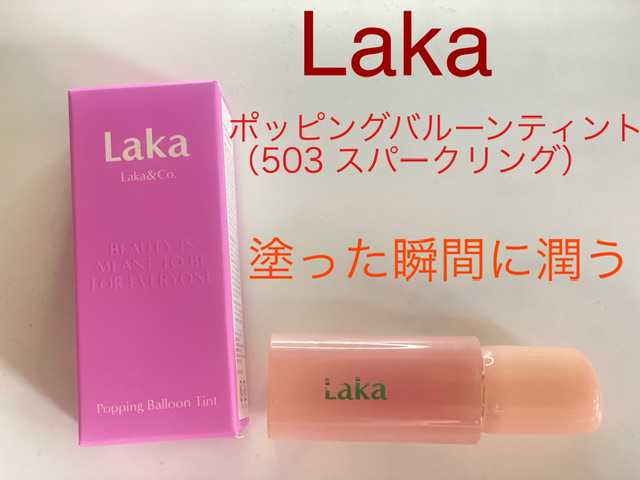 Laka
ポッピングバルーンティント
（503 スパークリング）
塗った瞬間に潤う
Laka
Laka&Co.
BEAUTY IS
MEANT TO BE
FOR EVERYONE
Popping Balloon Tint
Laka